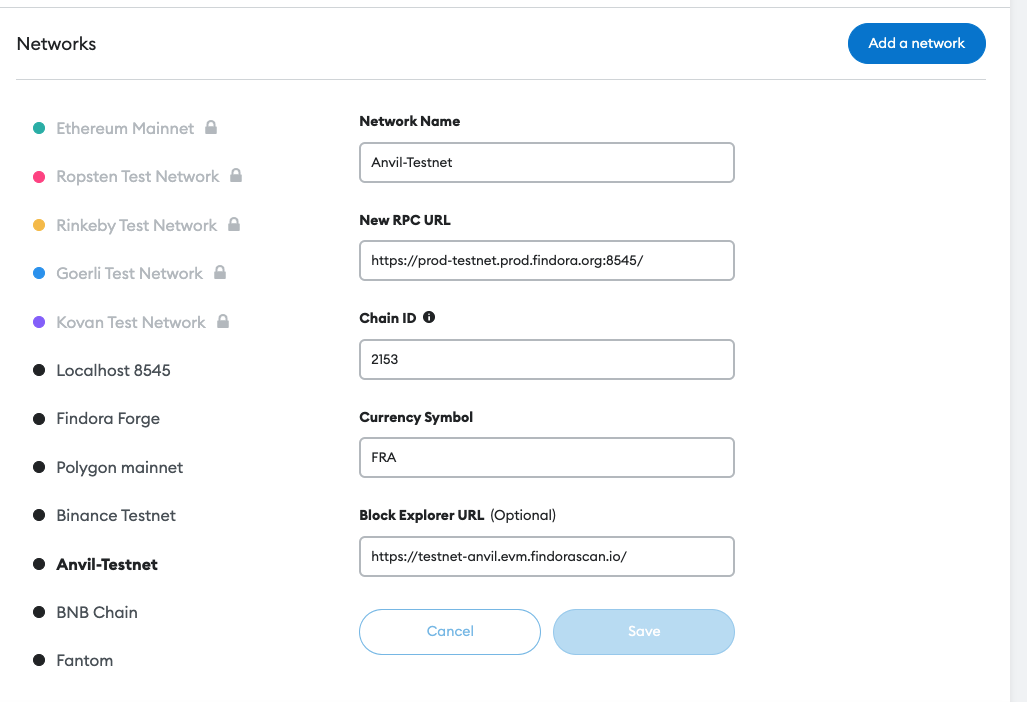 Networks
Add a network
Ethereum Mainnet
Ropsten Test Network
Rinkeby Test Network
Goerli Test Network
Kovan Test Network
Localhost 8545
Findora Forge
Polygon mainnet
Binance Testnet
Anvil-Testnet
BNB Chain
Fantom
Network Name
Anvil-Testnet
New RPC URL
https://prod-testnet.prod.findora.org:8545/
Chain ID
2153
Currency Symbol
FRA
Block Explorer URL (Optional)
https://testnet-anvil.evm.findorascan.io/
Cancel
Save